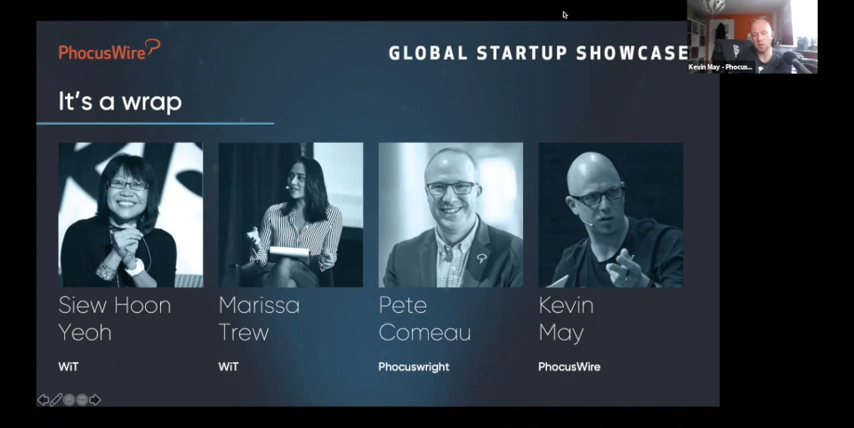 PhocusWire
GLOBAL STARTUP SHOWCASE
Kevin May - Phocus...
It's a wrap
Siew Hoon
Yeoh
WiT
Marissa
Trew
WiT
Pete
Comeau
Phocuswright
Kevin
May
PhocusWire